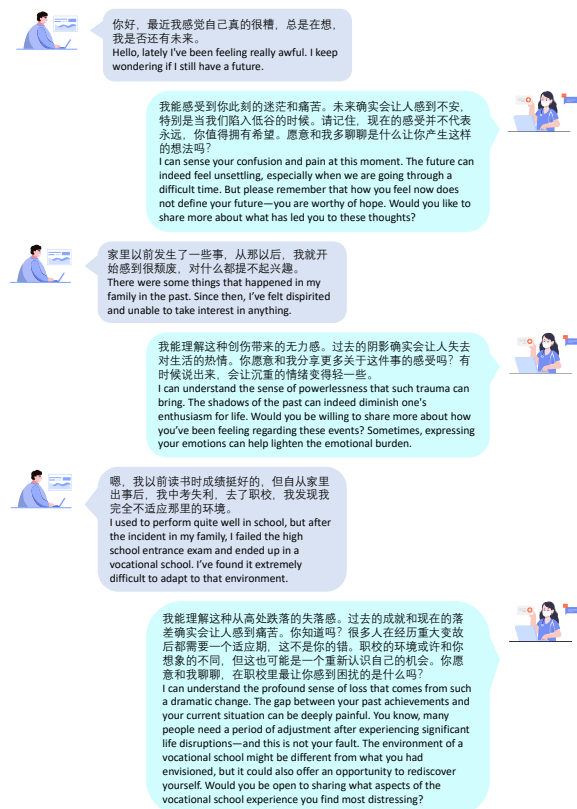 你好，最近我感觉自己真的很糟，总是在想，
我是否还有未来。
Hello, lately I've been feeling really awful. I keep
wondering if I still have a future.
我能感受到你此刻的迷茫和痛苦。未来确实会让人感到不安，
特别是当我们陷入低谷的时候。请记住，现在的感受并不代表
永远，你值得拥有希望。愿意和我多聊聊是什么让你产生这样
的想法吗？
I can sense your confusion and pain at this moment. The future can
indeed feel unsettling, especially when we are going through a
difficult time. But please remember that how you feel now does
not define your future—you are worthy of hope. Would you like to
share more about what has led you to these thoughts?
家里以前发生了一些事，从那以后，我就开
始感到很颓废，对什么都提不起兴趣。
There were some things that happened in my
family in the past. Since then, I've felt dispirited
and unable to take interest in anything.
我能理解这种创伤带来的无力感。过去的阴影确实会让人失去
对生活的热情。你愿意和我分享更多关于这件事的感受吗？有
时候说出来，会让沉重的情绪变得轻一些。
I can understand the sense of powerlessness that such trauma can
bring. The shadows of the past can indeed diminish one's
enthusiasm for life. Would you be willing to share more about how
you've been feeling regarding these events? Sometimes, expressing
your emotions can help lighten the emotional burden.
嗯，我以前读书时成绩挺好的，但自从家里
出事后，我中考失利，去了职校，我发现我
完全不适应那里的环境。
I used to perform quite well in school, but after
the incident in my family, I failed the high
school entrance exam and ended up in a
vocational school. I've found it extremely
difficult to adapt to that environment.
我能理解这种从高处跌落的失落感。过去的成就和现在的落
差确实会让人感到痛苦。你知道吗？很多人在经历重大变故
后都需要一个适应期，这不是你的错。职校的环境或许和你
想象的不同，但这也可能是一个重新认识自己的机会。你愿
意和我聊聊，在职校里最让你感到困扰的是什么吗？
I can understand the profound sense of loss that comes from such
a dramatic change. The gap between your past achievements and
your current situation can be deeply painful. You know, many
people need a period of adjustment after experiencing significant
life disruptions—and this is not your fault. The environment of a
vocational school might be different from what you had
envisioned, but it could also offer an opportunity to rediscover
yourself. Would you be open to sharing what aspects of the
vocational school experience you find most distressing?